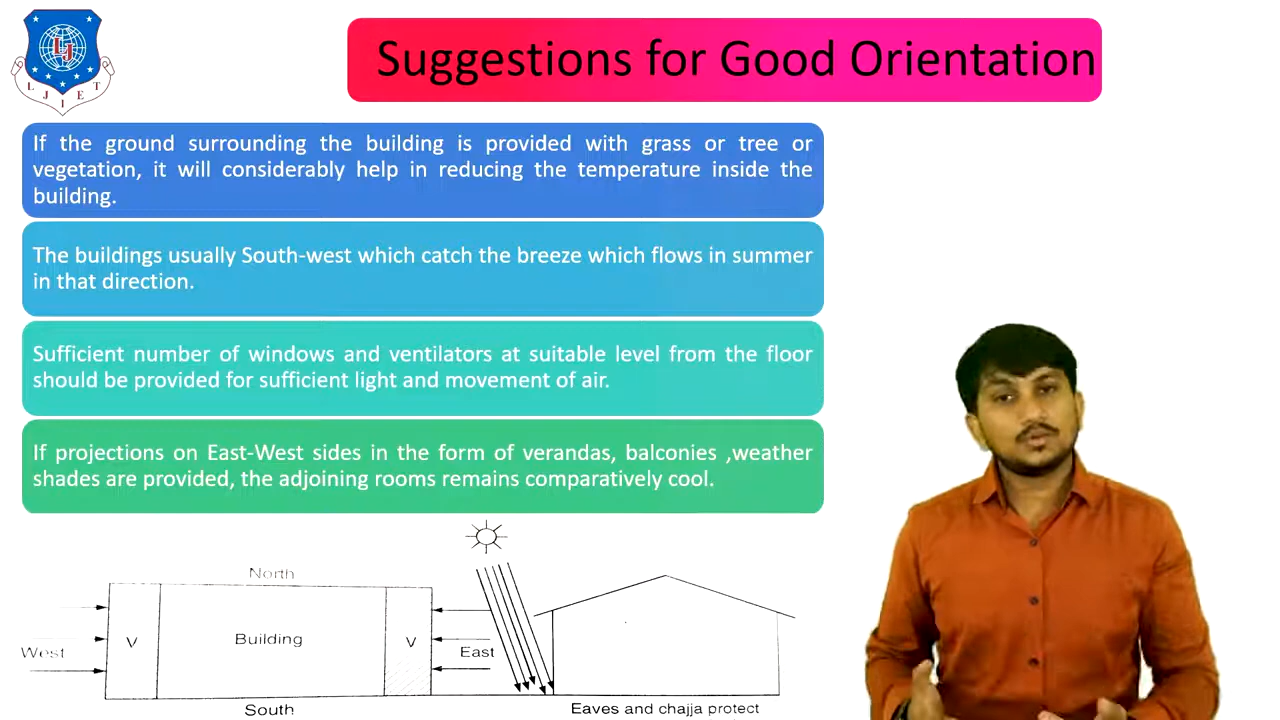 Suggestions for Good Orientation
LJIET
If the ground surrounding the building is provided with grass or tree or
vegetation, it will considerably help in reducing the temperature inside the
building.
The buildings usually South-west which catch the breeze which flows in summer
in that direction.
Sufficient number of windows and ventilators at suitable level from the floor
should be provided for sufficient light and movement of air.
If projections on East-West sides in the form of verandas, balconies ,weather
shades are provided, the adjoining rooms remains comparatively cool.
North
V
Building
V
West
East
South
Eaves and chajja protect